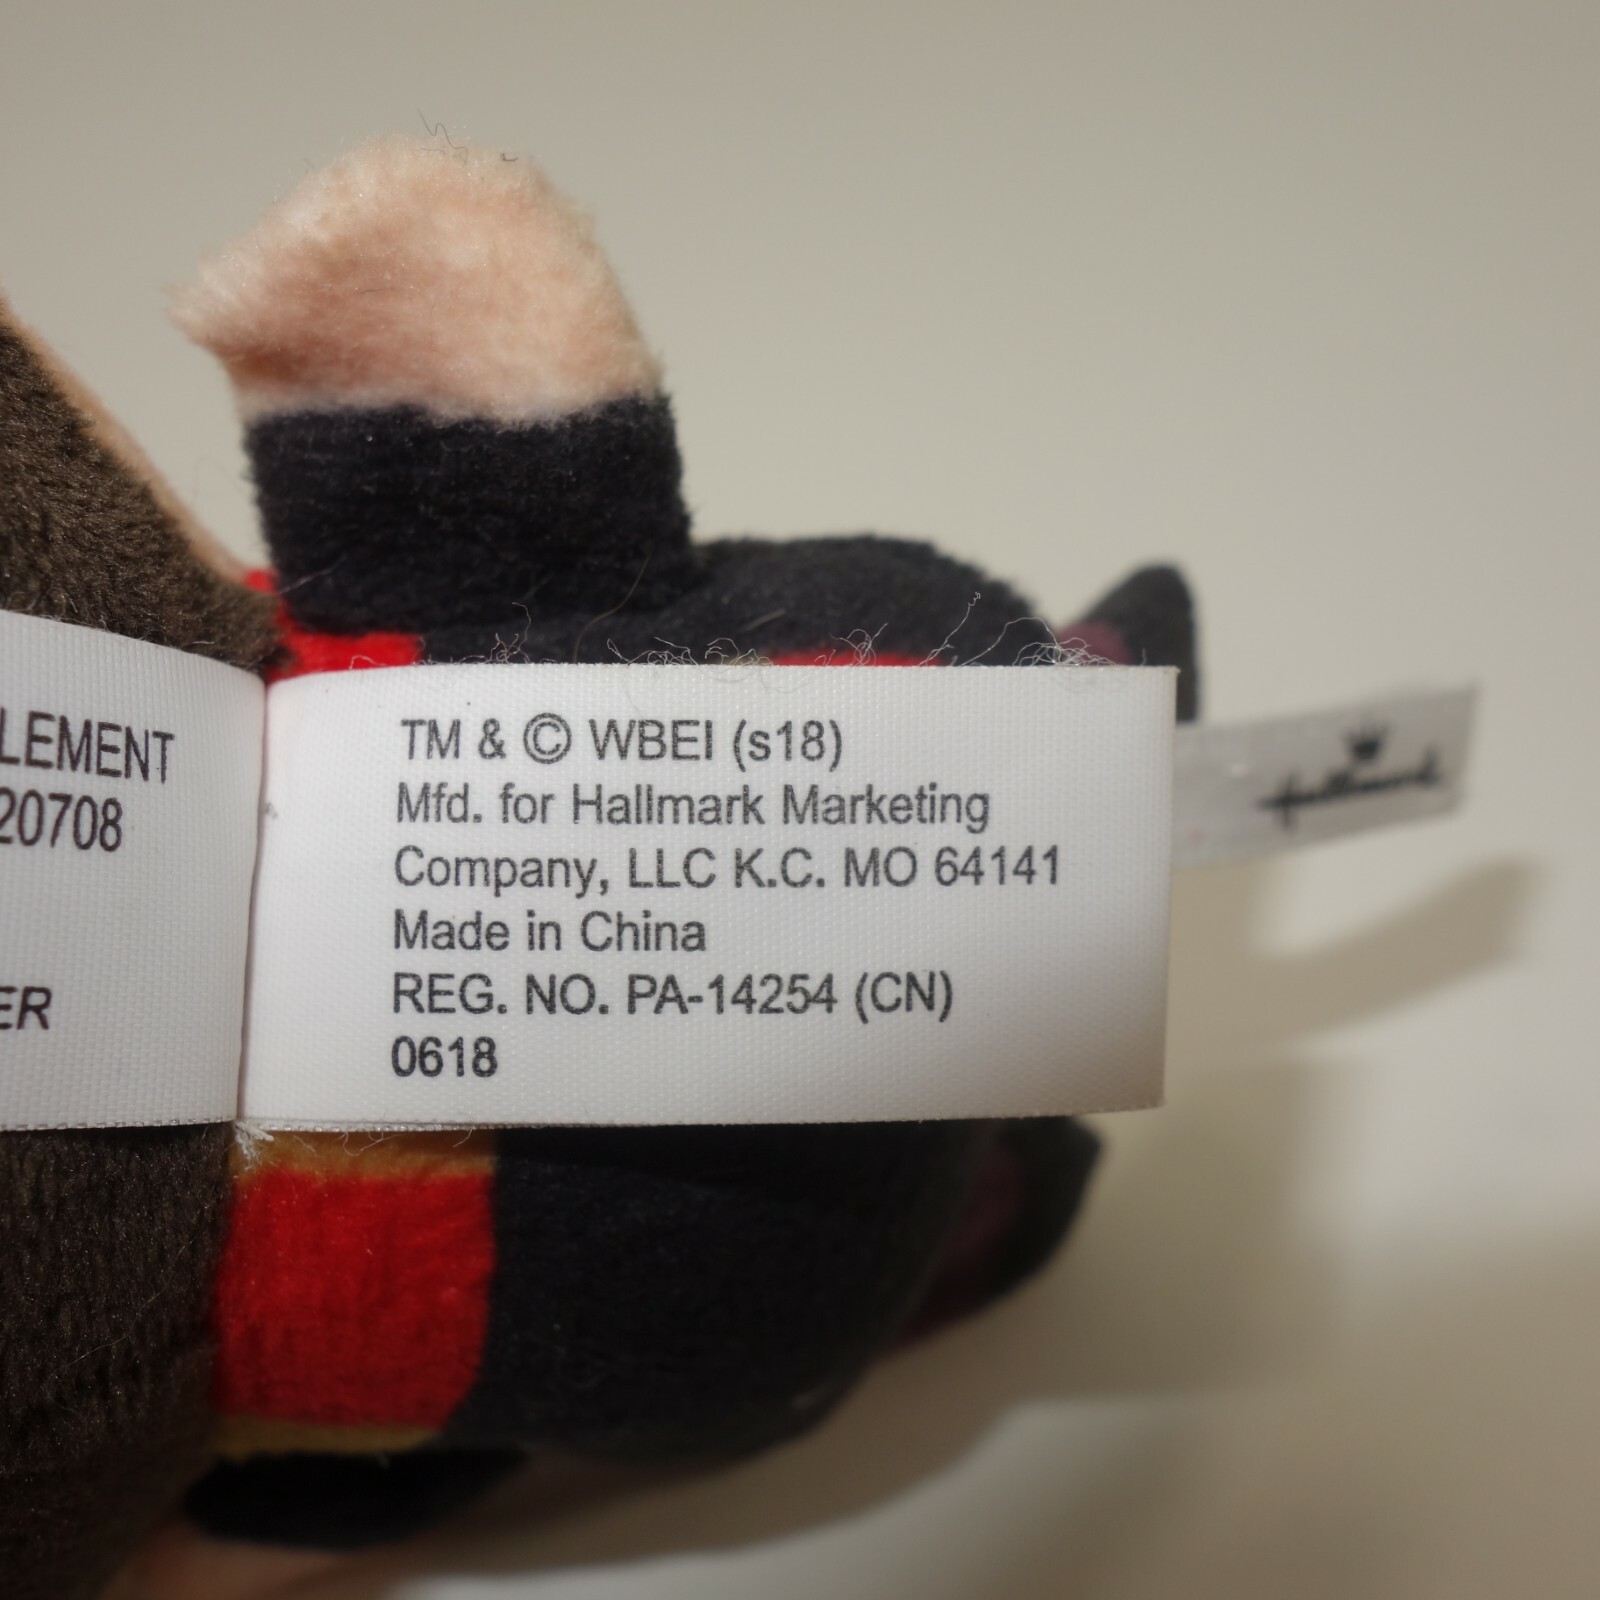 LEMENT
20708
ER
TM & © WBEI (s18)
Mfd. for Hallmark Marketing
Company, LLC K.C. MO 64141
Made in China
REG. NO. PA-14254 (CN)
0618
Hallmark